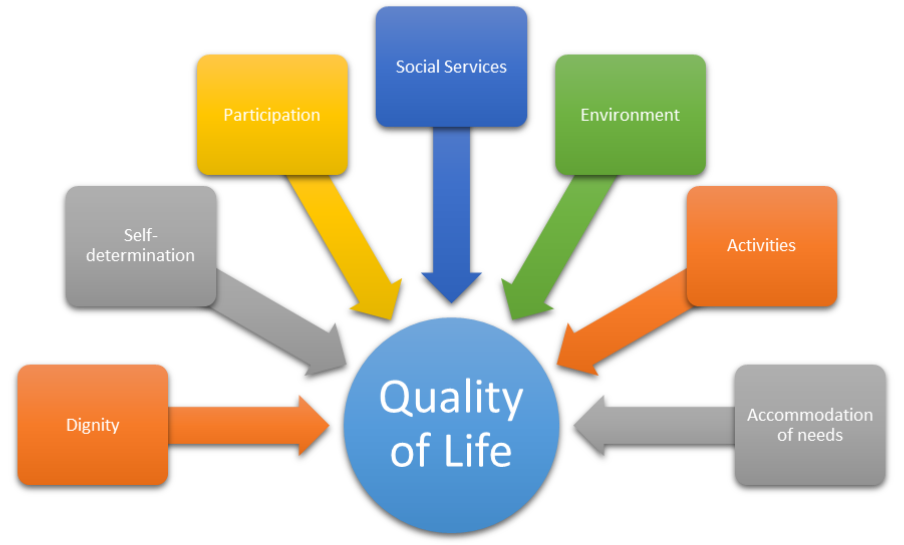 Social Services
Participation
Environment
Self-
determination
Activities
Dignity
Quality
of Life
Accommodation
of needs